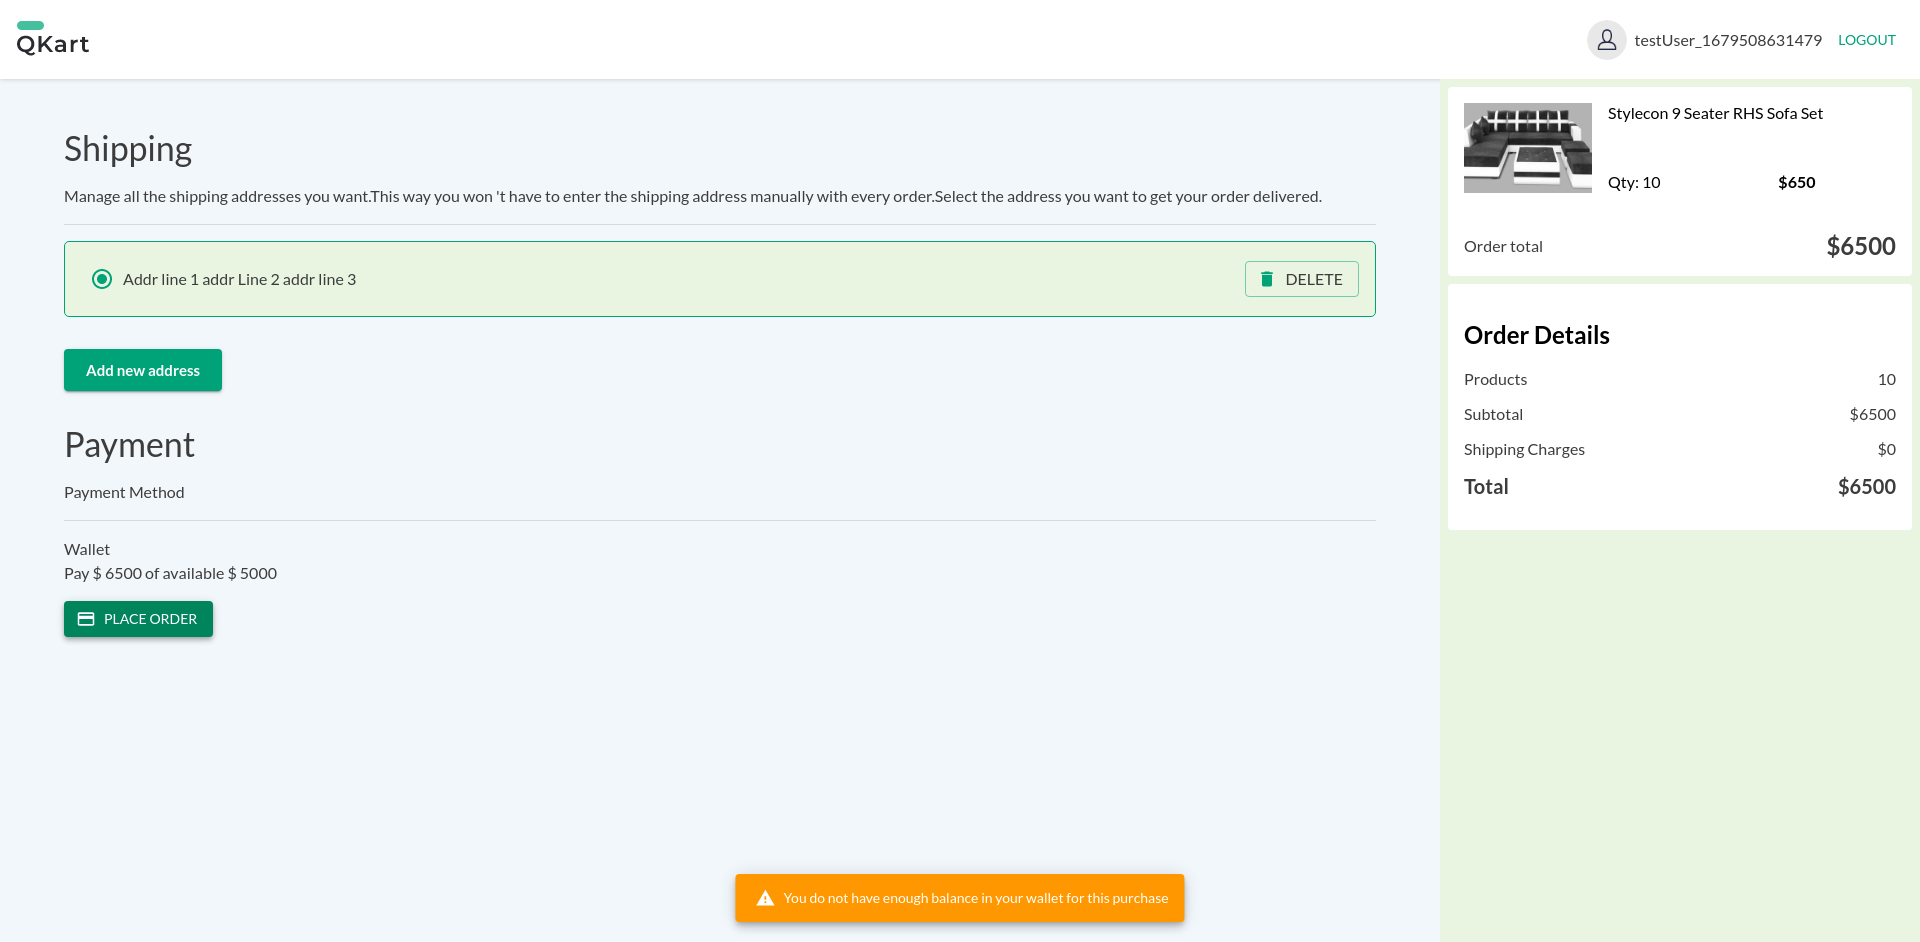 QKart
testUser_1679508631479
LOGOUT
Shipping
Manage all the shipping addresses you want.This way you won 't have to enter the shipping address manually with every order.Select the address you want to get your order delivered.
Addr line 1 addr Line 2 addr line 3
DELETE
Add new address
Payment
Payment Method
Wallet
Pay $ 6500 of available $ 5000
PLACE ORDER
Stylecon 9 Seater RHS Sofa Set
Qty: 10 $650
Order total $6500
Order Details
Products 10
Subtotal $6500
Shipping Charges $0
Total $6500
You do not have enough balance in your wallet for this purchase